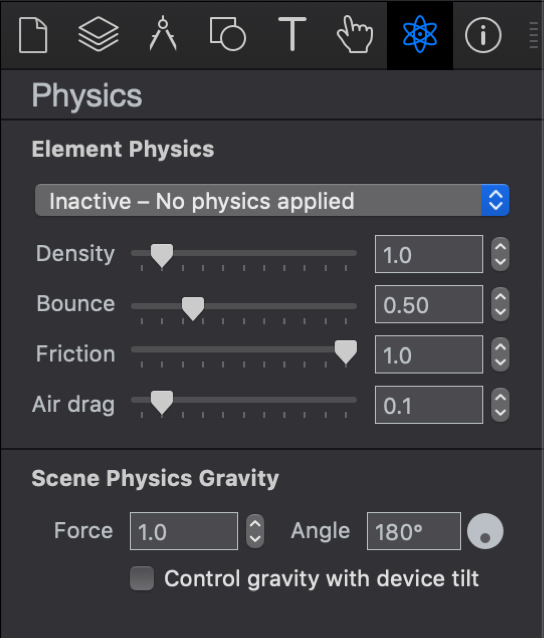 Physics
Element Physics
Inactive – No physics applied
Density 1.0
Bounce 0.50
Friction 1.0
Air drag 0.1
Scene Physics Gravity
Force 1.0 Angle 180°
Control gravity with device tilt